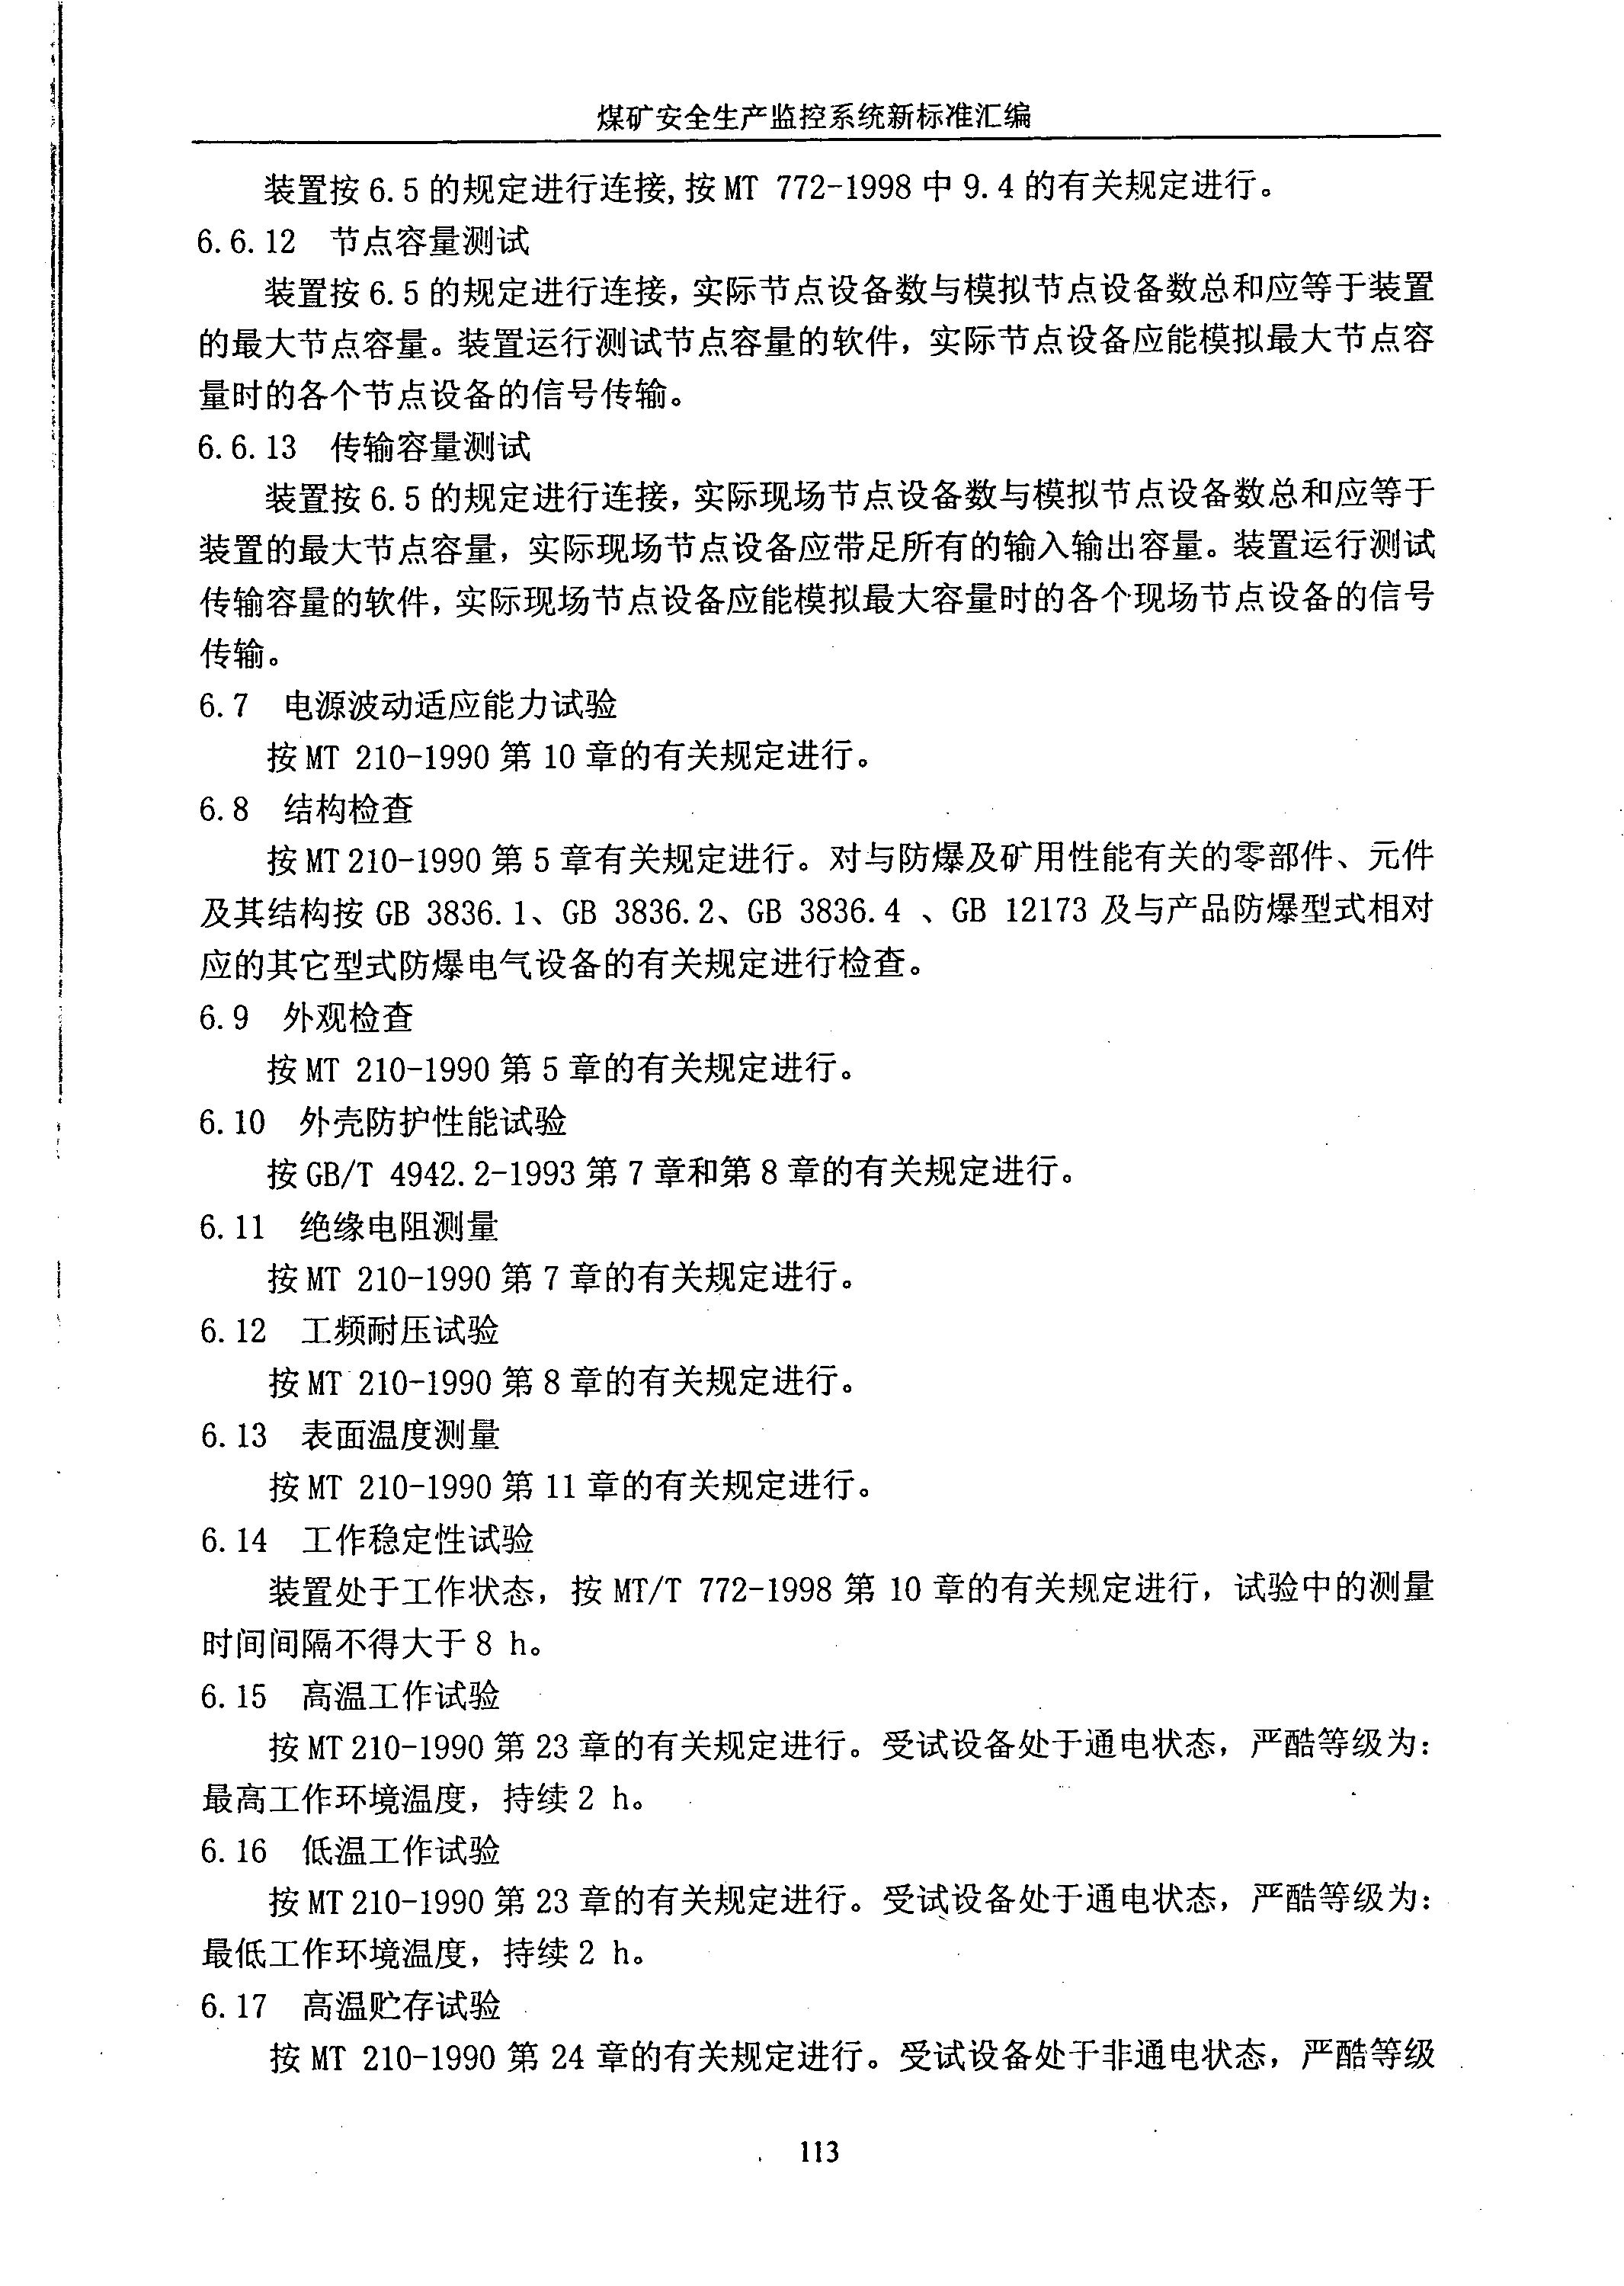 煤矿安全生产监控系统新标准汇编
装置按 6.5 的规定进行连接,按 MT 772-1998 中 9.4 的有关规定进行。
6.6.12 节点容量测试
装置按 6.5 的规定进行连接，实际节点设备数与模拟节点设备数总和应等于装置
的最大节点容量。装置运行测试节点容量的软件，实际节点设备应能模拟最大节点容
量时的各个节点设备的信号传输。
6.6.13 传输容量测试
装置按 6.5 的规定进行连接，实际现场节点设备数与模拟节点设备数总和应等于
装置的最大节点容量，实际现场节点设备应带足所有的输入输出容量。装置运行测试
传输容量的软件，实际现场节点设备应能模拟最大容量时的各个现场节点设备的信号
传输。
6.7 电源波动适应能力试验
按 MT 210-1990 第 10 章的有关规定进行。
6.8 结构检查
按 MT 210-1990 第 5 章有关规定进行。对与防爆及矿用性能有关的零部件、元件
及其结构按 GB 3836.1、GB 3836.2、GB 3836.4 、GB 12173 及与产品防爆型式相对
应的其它型式防爆电气设备的有关规定进行检查。
6.9 外观检查
按 MT 210-1990 第 5 章的有关规定进行。
6.10 外壳防护性能试验
按 GB/T 4942.2-1993 第 7 章和第 8 章的有关规定进行。
6.11 绝缘电阻测量
按 MT 210-1990 第 7 章的有关规定进行。
6.12 工频耐压试验
按 MT 210-1990 第 8 章的有关规定进行。
6.13 表面温度测量
按 MT 210-1990 第 11 章的有关规定进行。
6.14 工作稳定性试验
装置处于工作状态，按 MT/T 772-1998 第 10 章的有关规定进行，试验中的测量
时间间隔不得大于 8 h。
6.15 高温工作试验
按 MT 210-1990 第 23 章的有关规定进行。受试设备处于通电状态，严酷等级为：
最高工作环境温度，持续 2 h。
6.16 低温工作试验
按 MT 210-1990 第 23 章的有关规定进行。受试设备处于通电状态，严酷等级为：
最低工作环境温度，持续 2 h。
6.17 高温贮存试验
按 MT 210-1990 第 24 章的有关规定进行。受试设备处于非通电状态，严酷等级
113